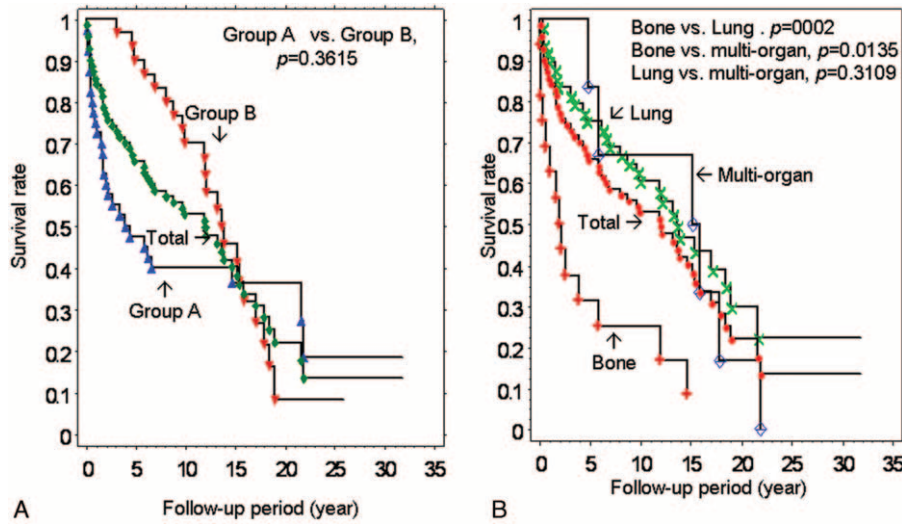 Group A vs. Group B,
p=0.3615
Group B
Total
Group A
Survival rate
1
0.9
0.8
0.7
0.6
0.5
0.4
0.3
0.2
0.1
0
0 5 10 15 20 25 30 35
Follow-up period (year)
A
Bone vs. Lung . p=0002
Bone vs. multi-organ, p=0.0135
Lung vs. multi-organ, p=0.3109
Lung
Multi-organ
Total
Bone
Survival rate
1
0.9
0.8
0.7
0.6
0.5
0.4
0.3
0.2
0.1
0
0 5 10 15 20 25 30 35
Follow-up period (year)
B